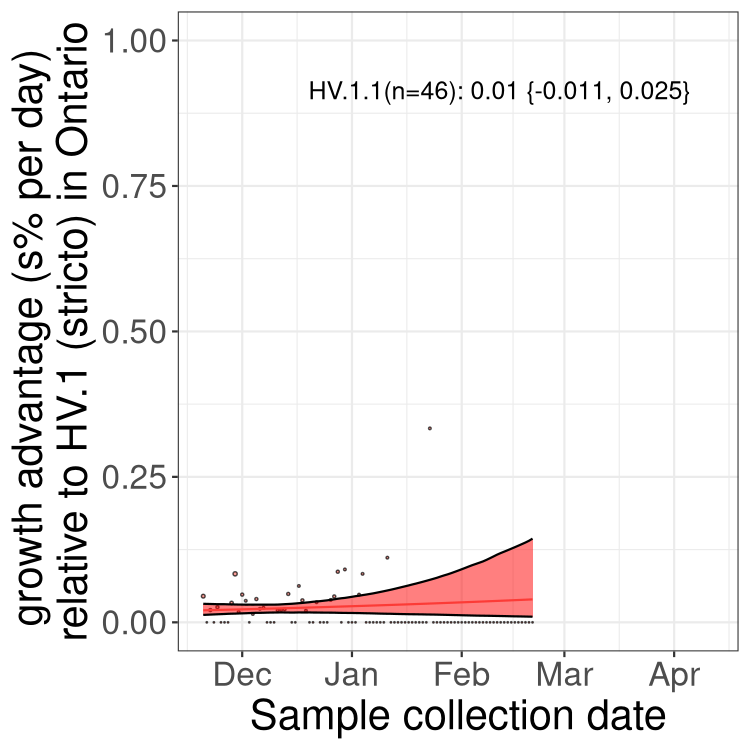 growth advantage (s% per day)
relative to HV.1 (stricto) in Ontario
1.00
0.75
0.50
0.25
0.00
HV.1.1(n=46): 0.01 {-0.011, 0.025}
Dec Jan Feb Mar Apr
Sample collection date